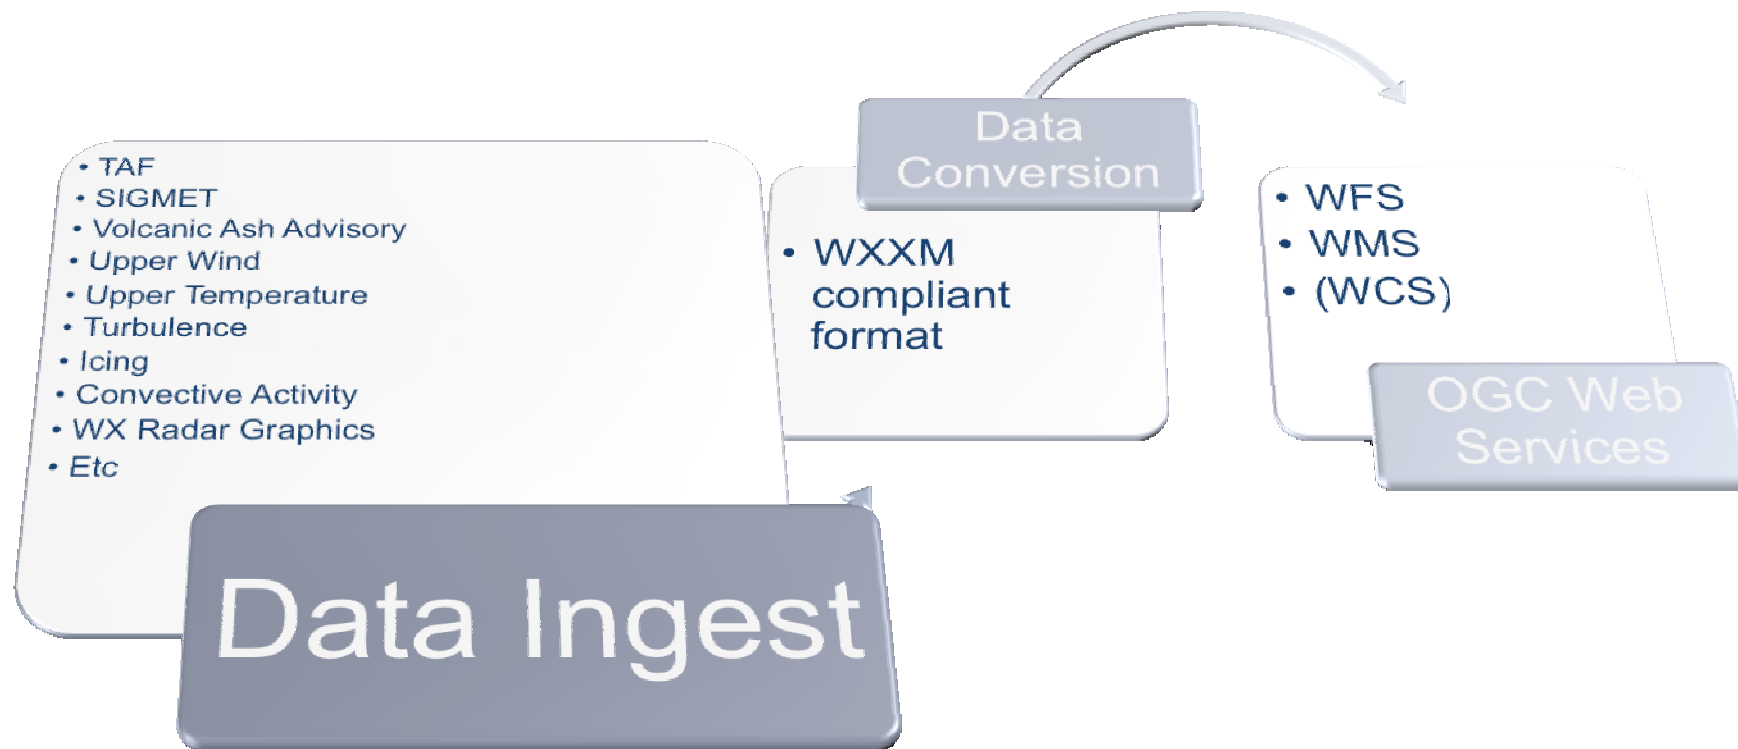 • TAF
• SIGMET
• Volcanic Ash Advisory
• Upper Wind
• Upper Temperature
• Turbulence
• Icing
• Convective Activity
• WX Radar Graphics
• Etc
Data Ingest
Data
Conversion
• WXXM
compliant
format
• WFS
• WMS
• (WCS)
OGC Web
Services